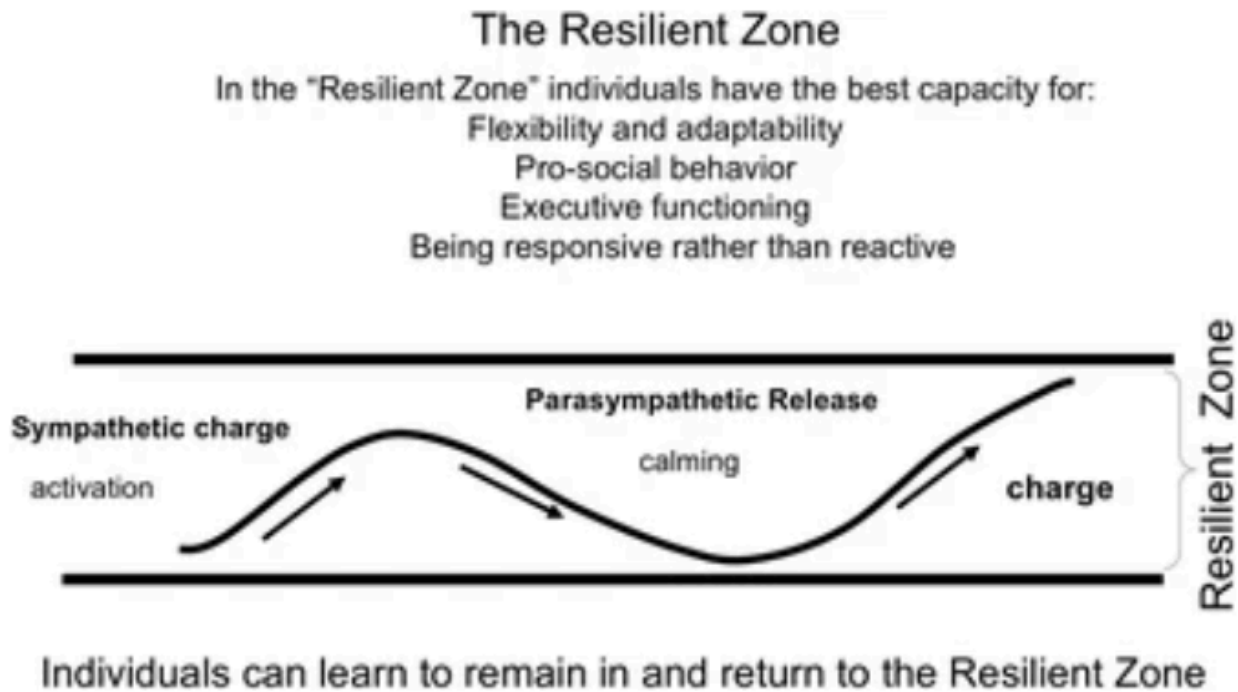 The Resilient Zone
In the “Resilient Zone” individuals have the best capacity for:
Flexibility and adaptability
Pro-social behavior
Executive functioning
Being responsive rather than reactive
Sympathetic charge
activation
Parasympathetic Release
calming
charge
Resilient Zone
Individuals can learn to remain in and return to the Resilient Zone